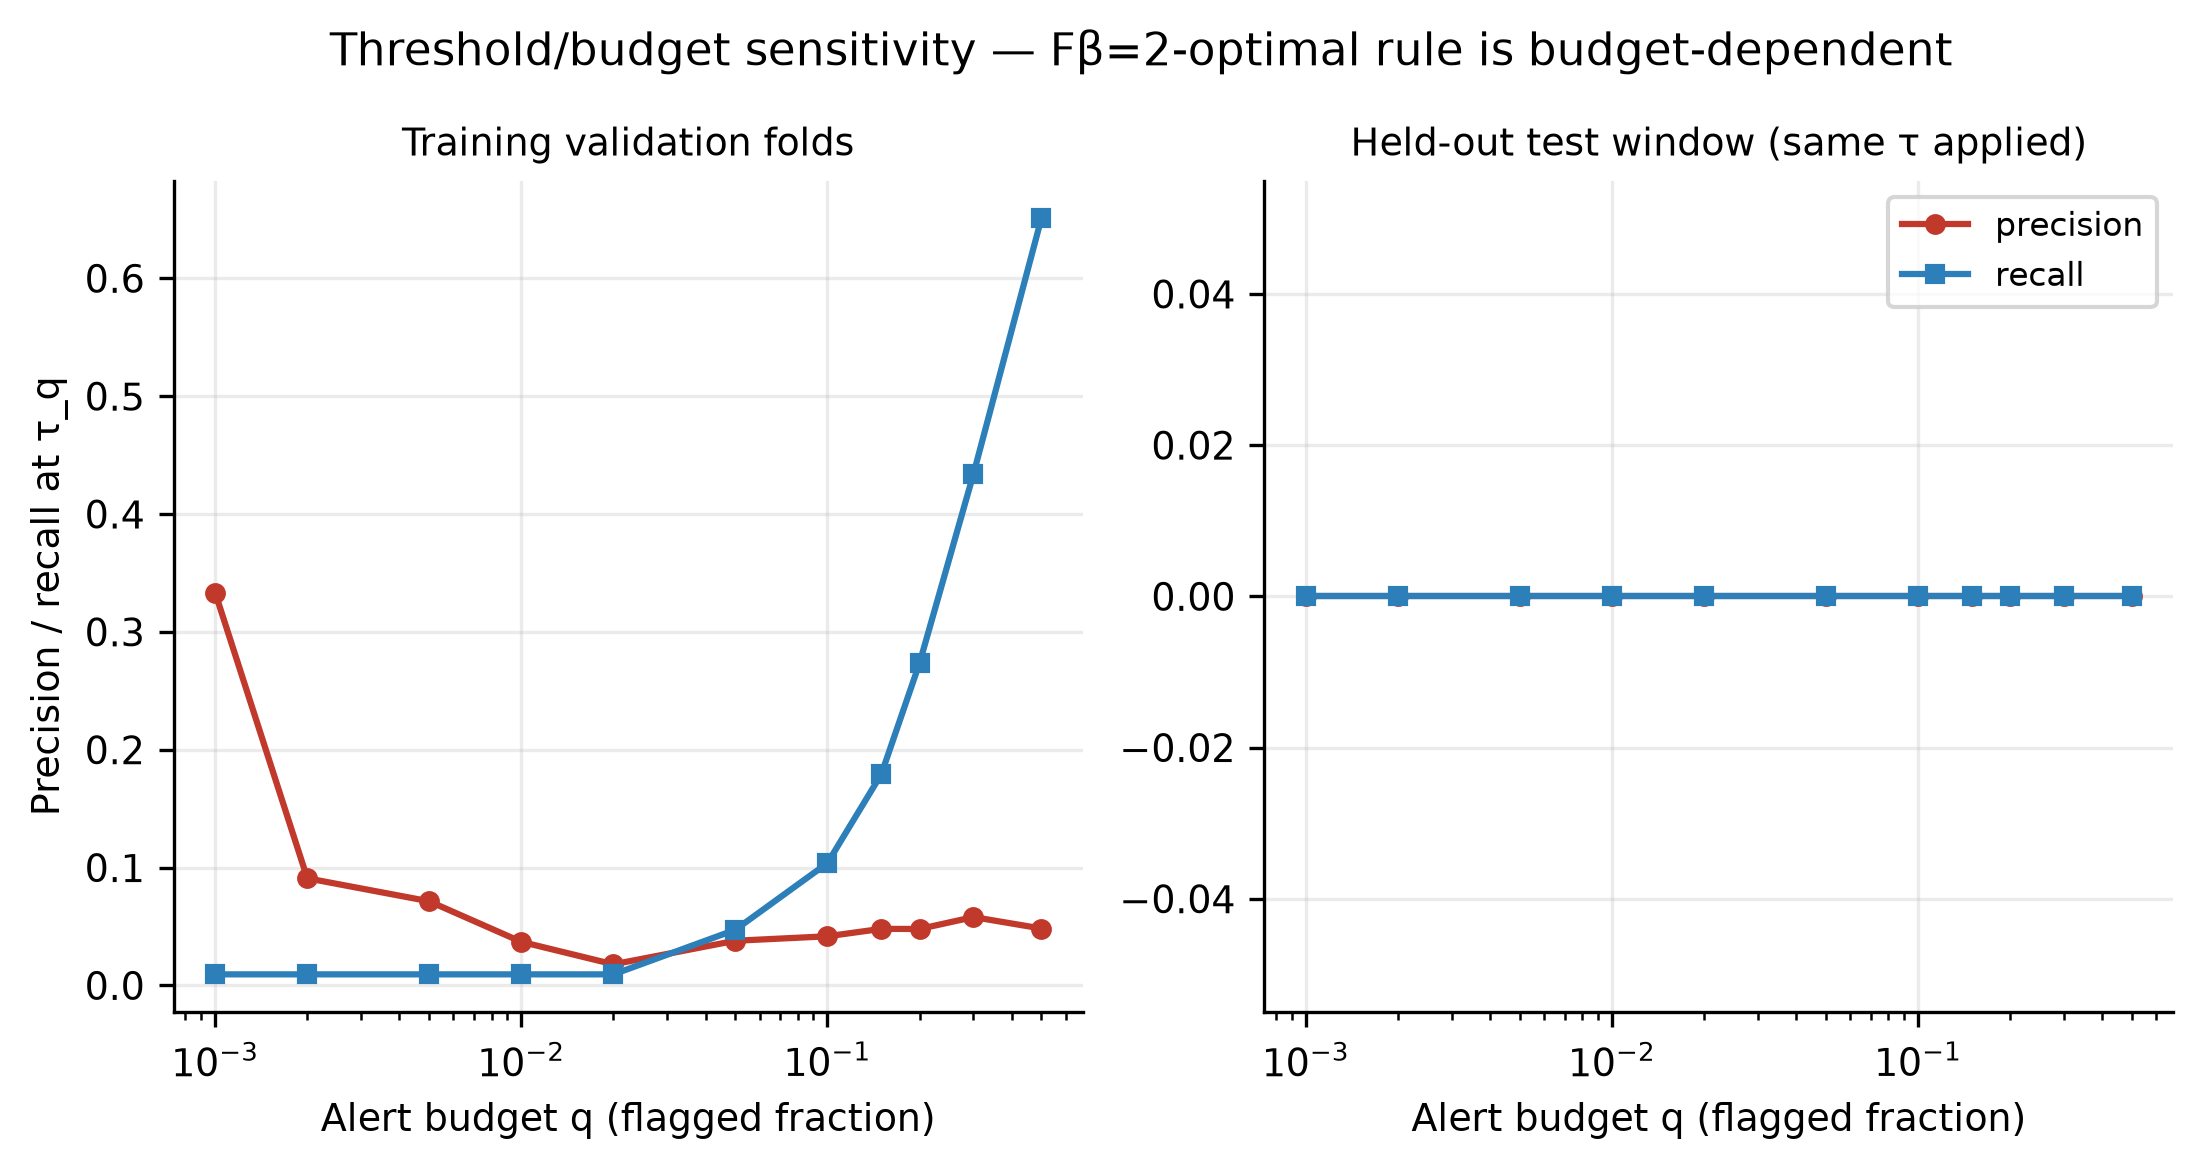 Threshold/budget sensitivity — Fβ=2-optimal rule is budget-dependent
Training validation folds
Precision / recall at τ_q
0.6
0.5
0.4
0.3
0.2
0.1
0.0
10⁻³
10⁻²
10⁻¹
Alert budget q (flagged fraction)
Held-out test window (same τ applied)
precision
recall
0.04
0.02
0.00
−0.02
−0.04
10⁻³
10⁻²
10⁻¹
Alert budget q (flagged fraction)